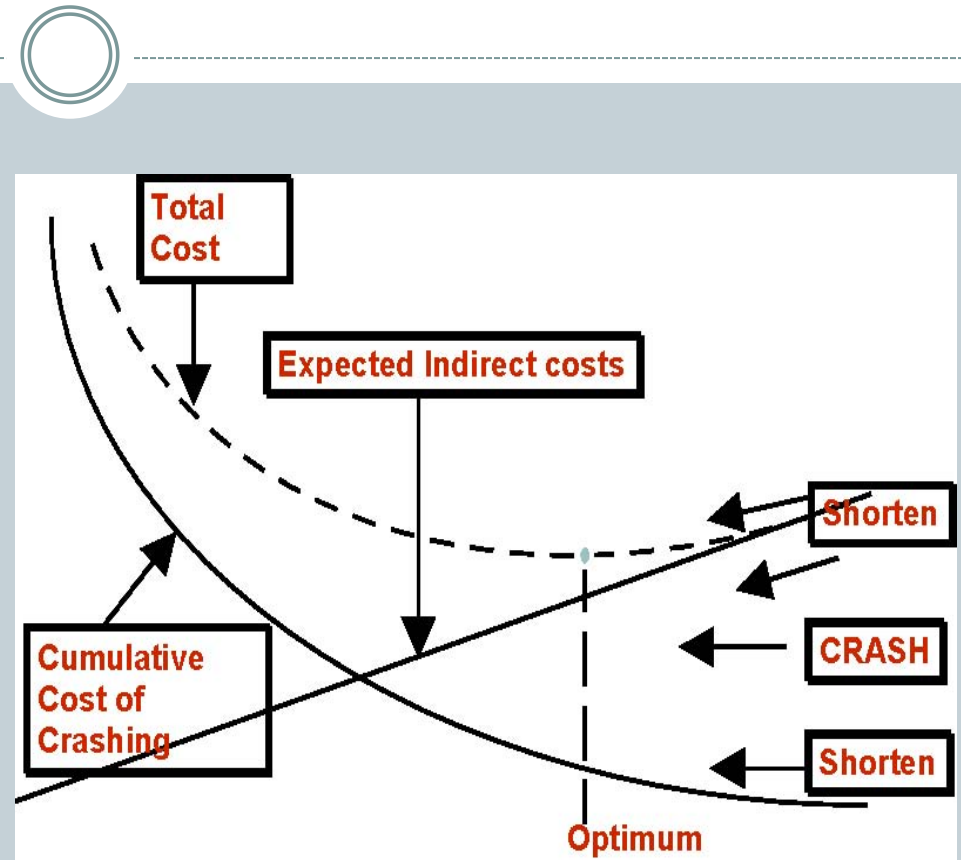 Total
Cost
Expected Indirect costs
Shorten
Cumulative
Cost of
Crashing
CRASH
Shorten
Optimum